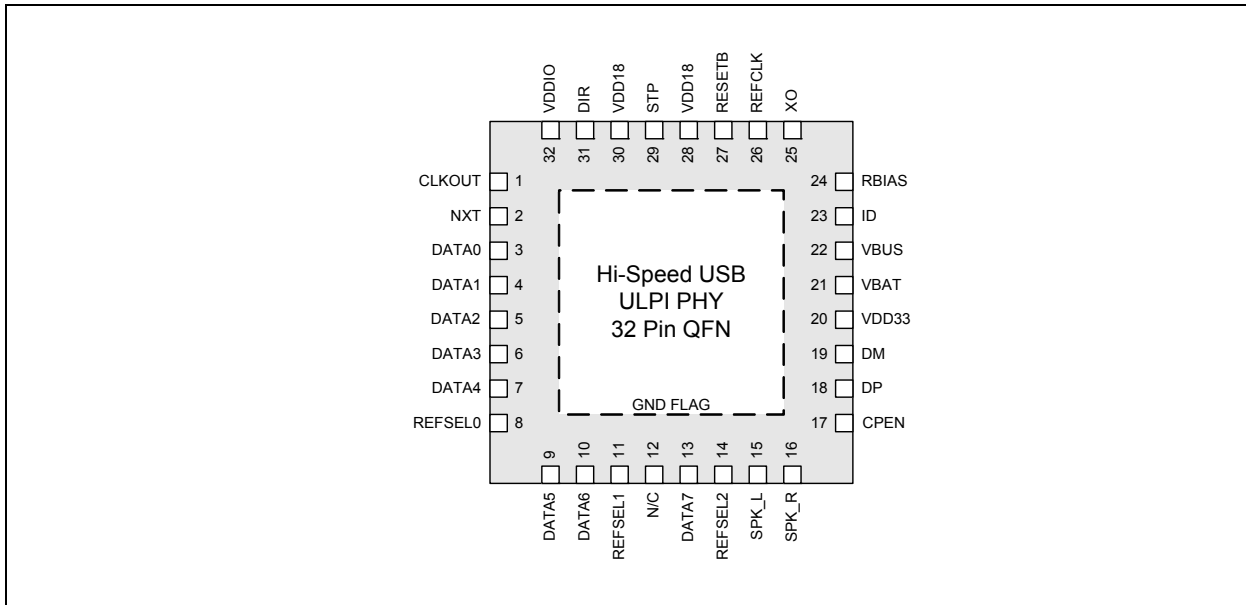 VDDIO
DIR
VDD18
STP
VDD18
RESETB
REFCLK
XO
32
31
30
29
28
27
26
25
CLKOUT 1
NXT 2
DATA0 3
DATA1 4
DATA2 5
DATA3 6
DATA4 7
REFSEL0 8
Hi-Speed USB
ULPI PHY
32 Pin QFN
GND FLAG
24 RBIAS
23 ID
22 VBUS
21 VBAT
20 VDD33
19 DM
18 DP
17 CPEN
9
10
11
12
13
14
15
16
DATA5
DATA6
REFSEL1
N/C
DATA7
REFSEL2
SPK_L
SPK_R